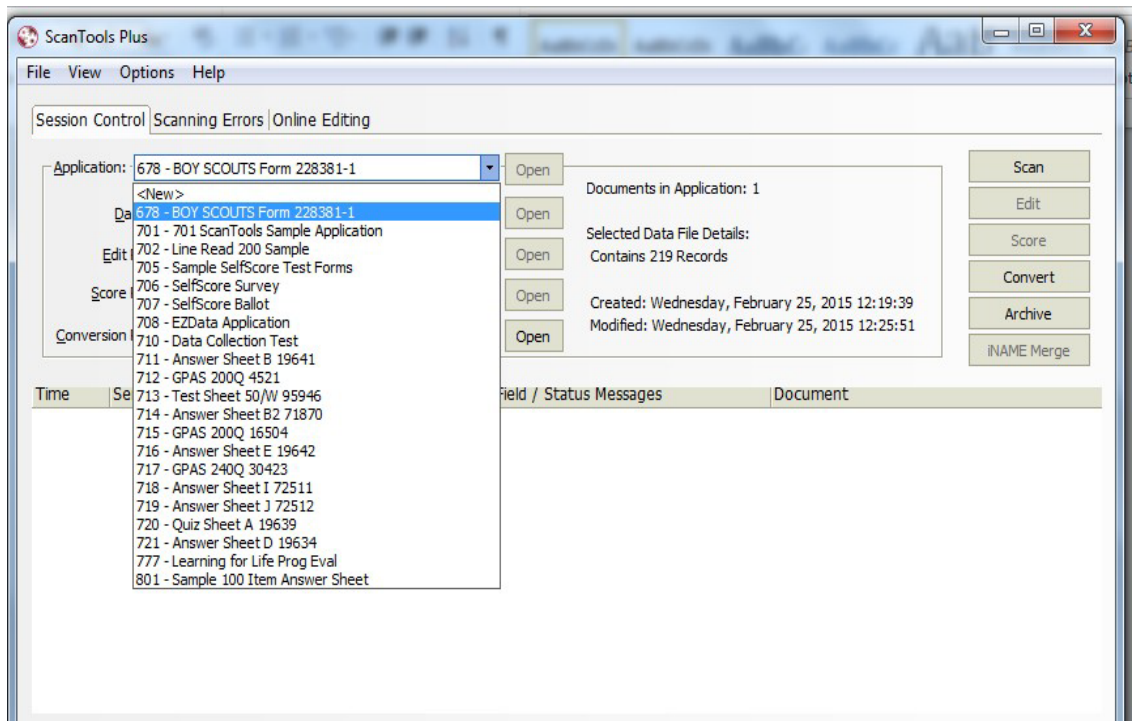 ScanTools Plus
File View Options Help
Session Control Scanning Errors Online Editing
Application: 678 - BOY SCOUTS Form 228381-1 Open Scan
<New>
Documents in Application: 1
Da 678 - BOY SCOUTS Form 228381-1 Open Edit
701 - 701 ScanTools Sample Application
Selected Data File Details:
702 - Line Read 200 Sample Score
Edit Open Contains 219 Records
705 - Sample SelfScore Test Forms
706 - SelfScore Survey Convert
Score Open
707 - SelfScore Ballot Created: Wednesday, February 25, 2015 12:19:39
Archive
708 - EZData Application Modified: Wednesday, February 25, 2015 12:25:51
Conversion Open
710 - Data Collection Test
711 - Answer Sheet B 19641 iNAME Merge
712 - GPAS 200Q 4521
Time Se Field / Status Messages Document
713 - Test Sheet 50/W 95946
714 - Answer Sheet B2 71870
715 - GPAS 200Q 16504
716 - Answer Sheet E 19642
717 - GPAS 240Q 30423
718 - Answer Sheet I 72511
719 - Answer Sheet J 72512
720 - Quiz Sheet A 19639
721 - Answer Sheet D 19634
777 - Learning for Life Prog Eval
801 - Sample 100 Item Answer Sheet